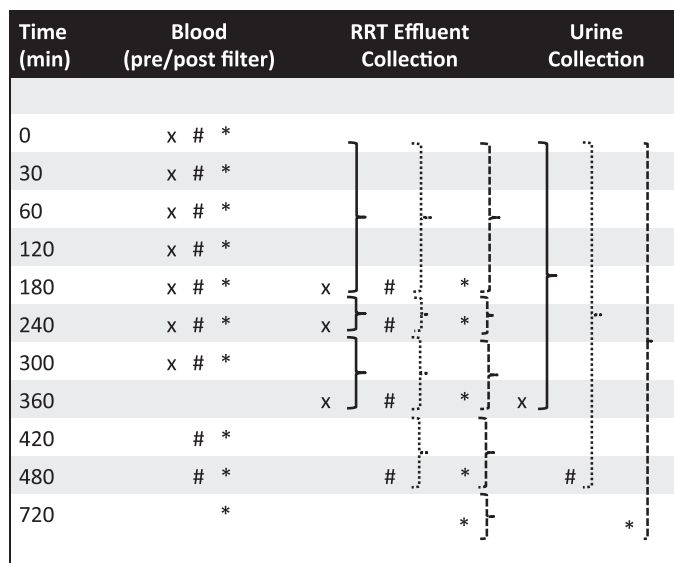 Time (min) Blood (pre/post filter) RRT Effluent Collection Urine Collection
0 x # *
30 x # *
60 x # *
120 x # *
180 x # * x # *
240 x # * x # *
300 x # *
360 x # * x
420 # *
480 # * # * #
720 * * *